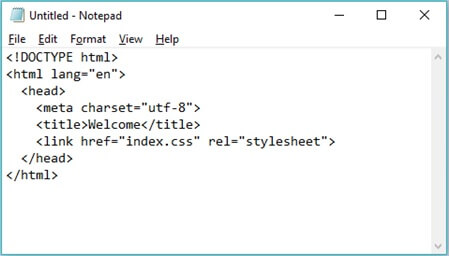 Untitled - Notepad
File Edit Format View Help
<!DOCTYPE html>
<html lang="en">
  <head>
    <meta charset="utf-8">
    <title>Welcome</title>
    <link href="index.css" rel="stylesheet">
  </head>
</html>